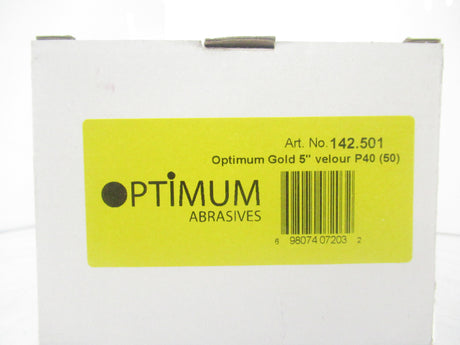 Art. No. 142.501
Optimum Gold 5" velour P40 (50)
OPTIMUM
ABRASIVES
6 98074 07203 2